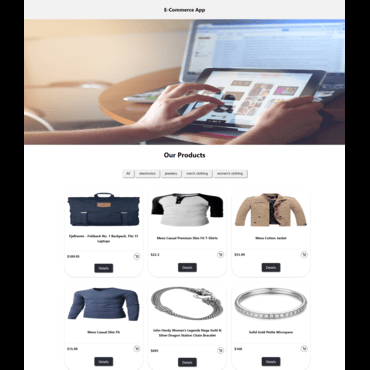 E-Commerce App
Our Products
All electronics jewelery men's clothing women's clothing
Fjallraven - Foldsack No. 1 Backpack, Fits 15
Laptops
$109.95
Details
Mens Casual Premium Slim Fit T-Shirts
$22.3
Details
Mens Cotton Jacket
$55.99
Details
Mens Casual Slim Fit
$15.99
Details
John Hardy Women's Legends Naga Gold &
Silver Dragon Station Chain Bracelet
$695
Details
Solid Gold Petite Micropave
$168
Details